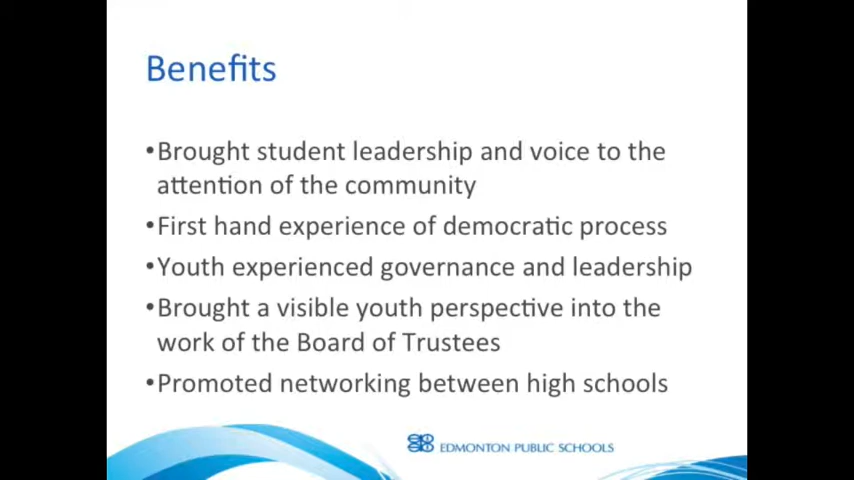 Benefits
•Brought student leadership and voice to the
attention of the community
•First hand experience of democratic process
•Youth experienced governance and leadership
•Brought a visible youth perspective into the
work of the Board of Trustees
•Promoted networking between high schools
EDMONTON PUBLIC SCHOOLS